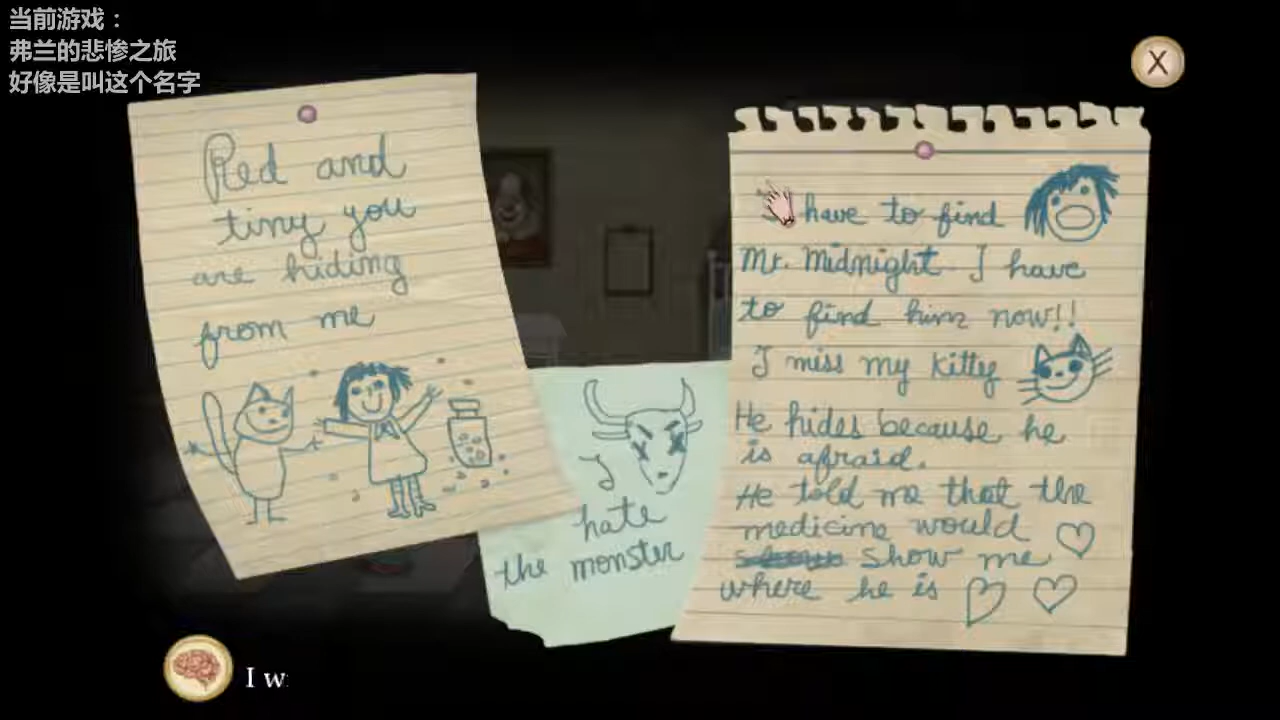 当前游戏：
弗兰的悲惨之旅
好像是叫这个名字
X
Red and
tiny you
are hiding
from me
I
hate
the monster
I have to find
Mr. Midnight I have
to find him now!!
I miss my kitty
He hides because he
is afraid.
He told me that the
medicine would
show me
where he is
I w